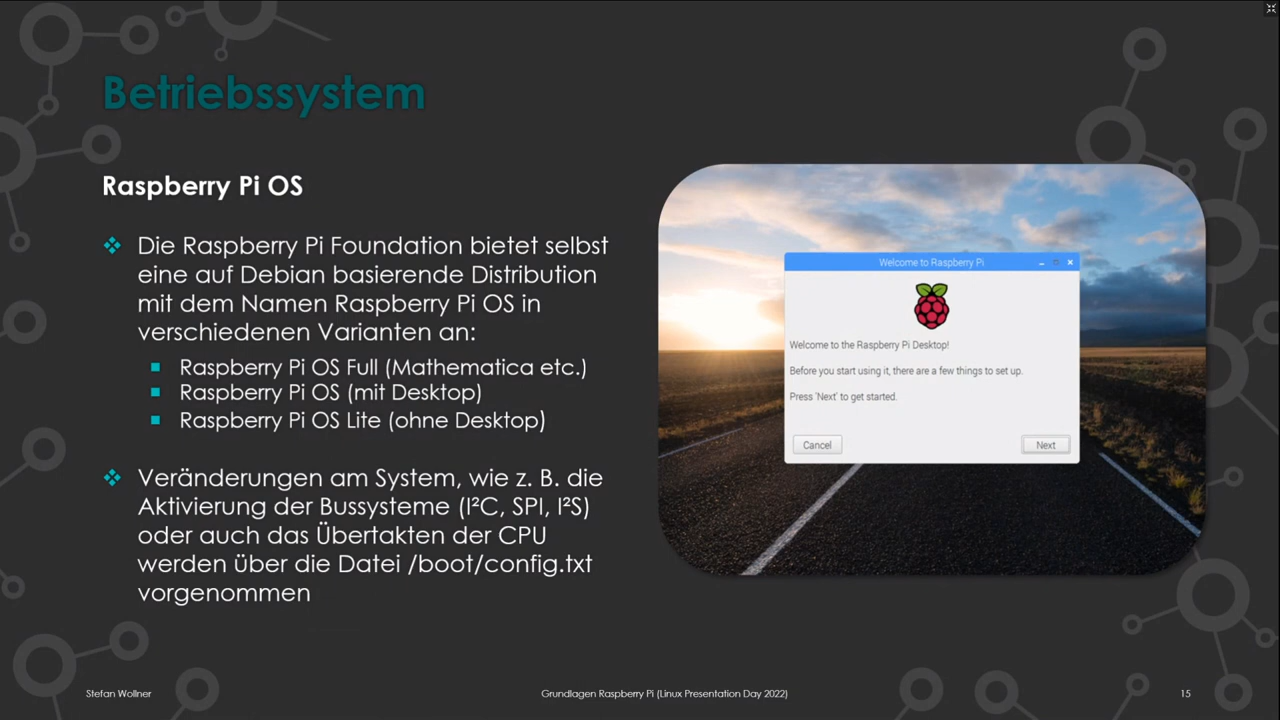 Betriebssystem
Raspberry Pi OS
Die Raspberry Pi Foundation bietet selbst
eine auf Debian basierende Distribution
mit dem Namen Raspberry Pi OS in
verschiedenen Varianten an:
Raspberry Pi OS Full (Mathematica etc.)
Raspberry Pi OS (mit Desktop)
Raspberry Pi OS Lite (ohne Desktop)
Veränderungen am System, wie z. B. die
Aktivierung der Bussysteme (I²C, SPI, I²S)
oder auch das Übertakten der CPU
werden über die Datei /boot/config.txt
vorgenommen
Welcome to Raspberry Pi
Welcome to the Raspberry Pi Desktop!
Before you start using it, there are a few things to set up.
Press 'Next' to get started.
Cancel
Next
Stefan Wollner
Grundlagen Raspberry Pi (Linux Presentation Day 2022)
15